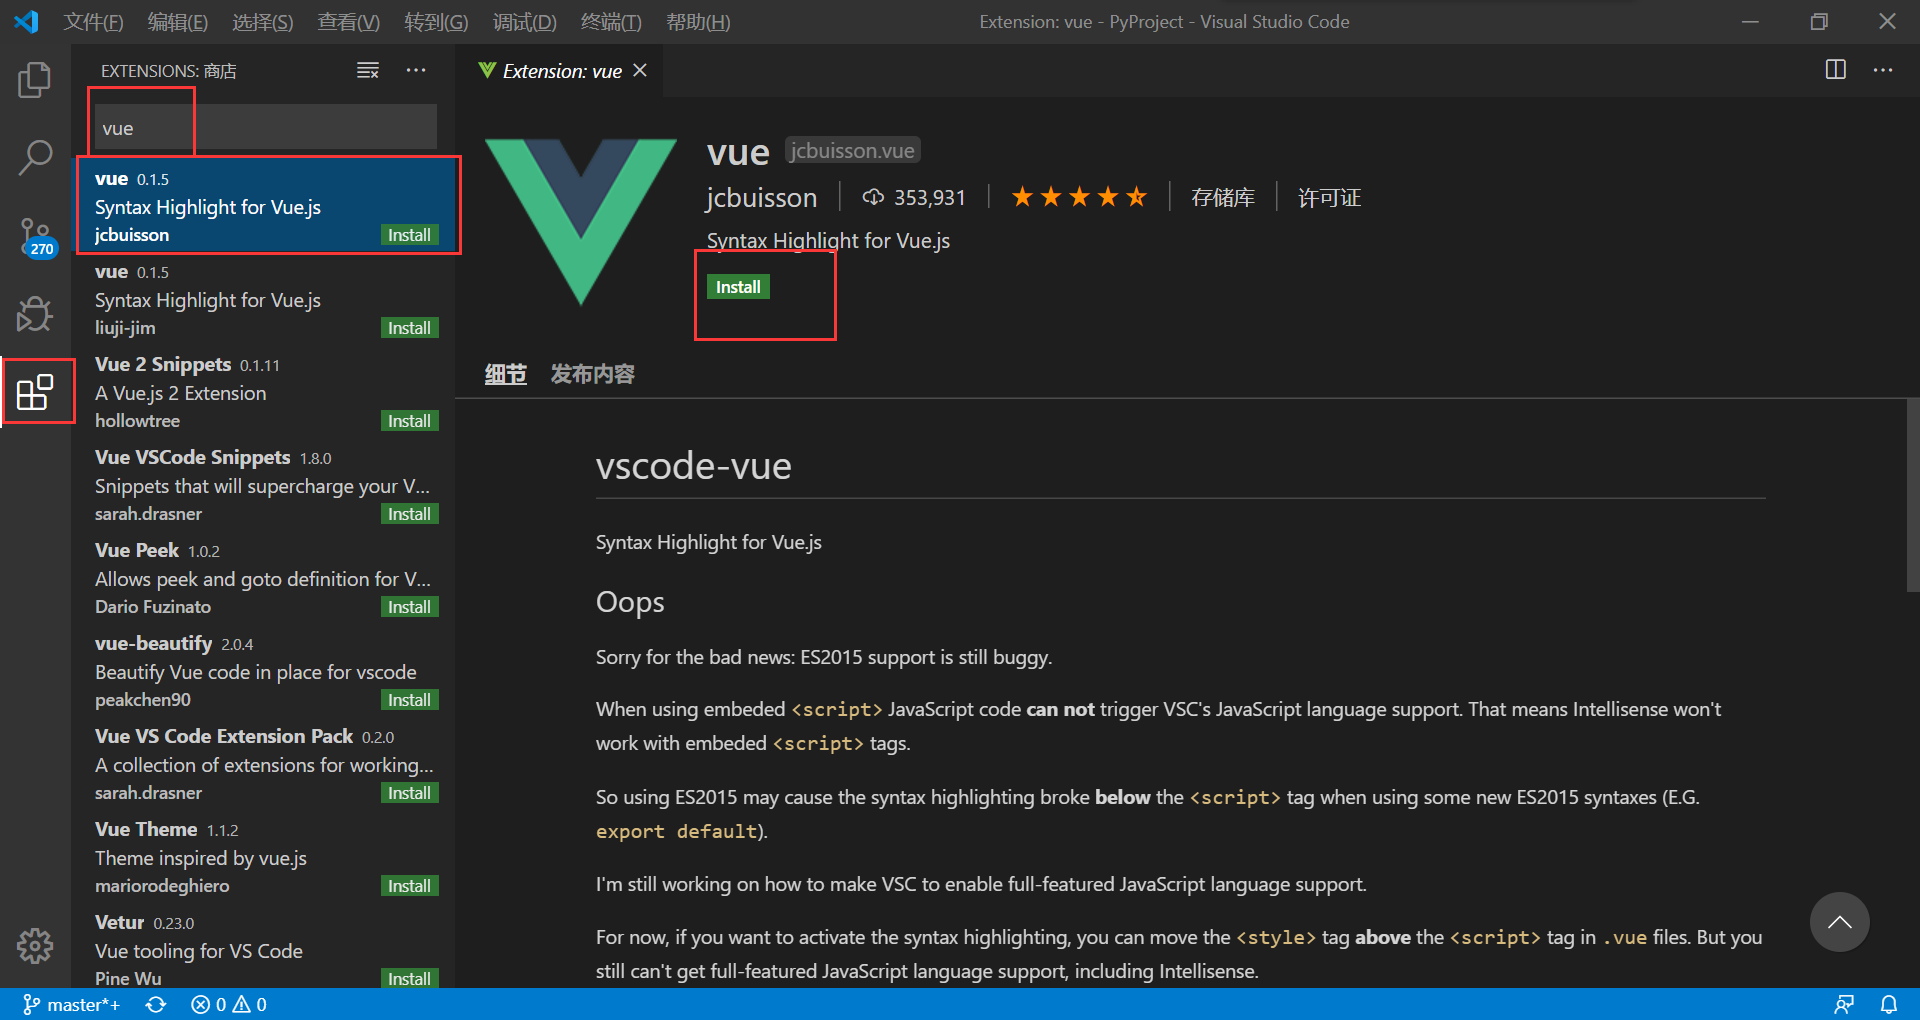 文件(F) 编辑(E) 选择(S) 查看(V) 转到(G) 调试(D) 终端(T) 帮助(H) Extension: vue - PyProject - Visual Studio Code
EXTENSIONS: 商店
Extension: vue
vue
vue 0.1.5
Syntax Highlight for Vue.js
jcbuisson Install
vue 0.1.5
Syntax Highlight for Vue.js
liuji-jim Install
Vue 2 Snippets 0.1.11
A Vue.js 2 Extension
hollowtree Install
Vue VSCode Snippets 1.8.0
Snippets that will supercharge your V...
sarah.drasner Install
Vue Peek 1.0.2
Allows peek and goto definition for V...
Dario Fuzinato Install
vue-beautify 2.0.4
Beautify Vue code in place for vscode
peakchen90 Install
Vue VS Code Extension Pack 0.2.0
A collection of extensions for working...
sarah.drasner Install
Vue Theme 1.1.2
Theme inspired by vue.js
mariorodeghiero Install
Vetur 0.23.0
Vue tooling for VS Code
Pine Wu Install
270
vue jcbuisson.vue
jcbuisson 353,931 存储库 许可证
Syntax Highlight for Vue.js
Install
细节 发布内容
vscode-vue
Syntax Highlight for Vue.js
Oops
Sorry for the bad news: ES2015 support is still buggy.
When using embeded <script> JavaScript code can not trigger VSC's JavaScript language support. That means Intellisense won't
work with embeded <script> tags.
So using ES2015 may cause the syntax highlighting broke below the <script> tag when using some new ES2015 syntaxes (E.G.
export default).
I'm still working on how to make VSC to enable full-featured JavaScript language support.
For now, if you want to activate the syntax highlighting, you can move the <style> tag above the <script> tag in .vue files. But you
still can't get full-featured JavaScript language support, including Intellisense.
master*+ 0 0